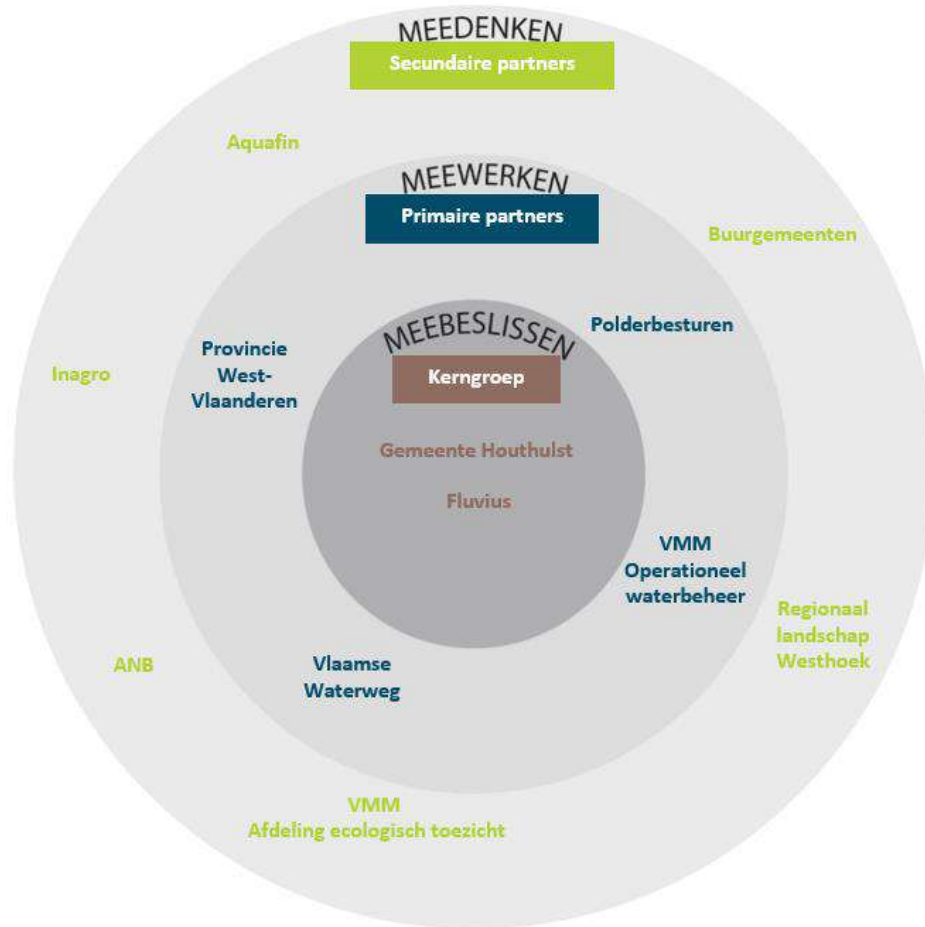 MEEDENKEN
Secundaire partners
Aquafin
MEEWERKEN
Primaire partners
Buurgemeenten
MEEBESLISSEN
Polderbesturen
Provincie
West-
Vlaanderen
Inagro
Kerngroep
Gemeente Houthulst
Fluvius
VMM
Operationeel
waterbeheer
Regionaal
landschap
Westhoek
ANB
Vlaamse
Waterweg
VMM
Afdeling ecologisch toezicht